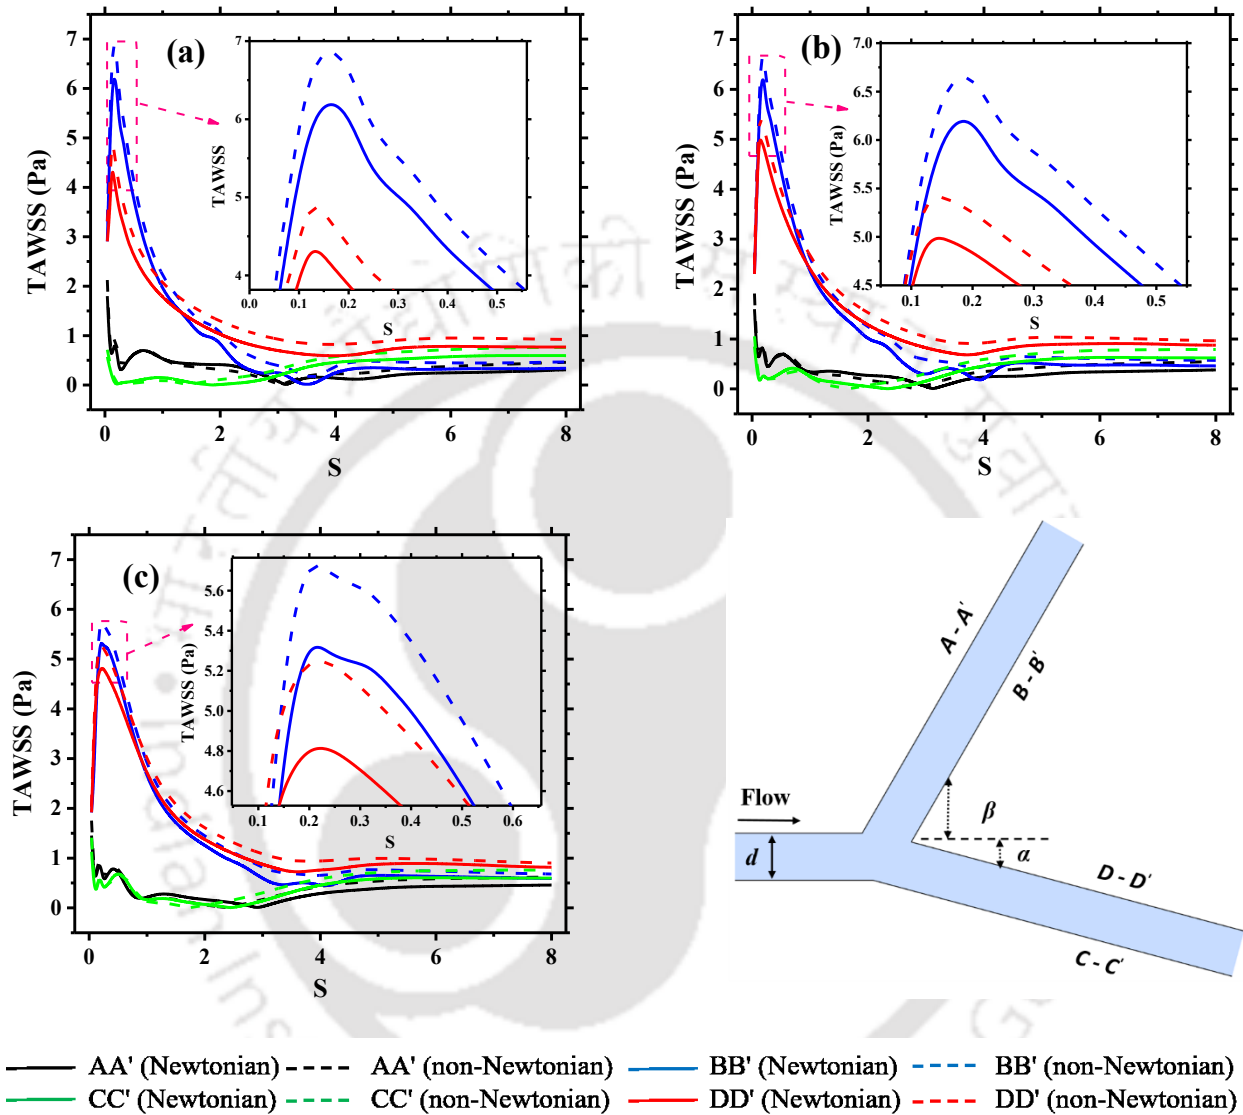 (a)
TAWSS (Pa)
7
6
5
4
3
2
1
0
0 2 4 6 8
S
TAWSS
7
6
5
4
0.0 0.1 0.2 0.3 0.4 0.5
S
(b)
TAWSS (Pa)
7
6
5
4
3
2
1
0
0 2 4 6 8
S
TAWSS (Pa)
7.0
6.5
6.0
5.5
5.0
4.5
0.1 0.2 0.3 0.4 0.5
S
(c)
TAWSS (Pa)
7
6
5
4
3
2
1
0
0 2 4 6 8
S
TAWSS (Pa)
5.6
5.4
5.2
5.0
4.8
4.6
0.1 0.2 0.3 0.4 0.5 0.6
S
A - A'
B - B'
Flow
d
β
α
D - D'
C - C'
AA' (Newtonian) AA' (non-Newtonian) BB' (Newtonian) BB' (non-Newtonian)
CC' (Newtonian) CC' (non-Newtonian) DD' (Newtonian) DD' (non-Newtonian)